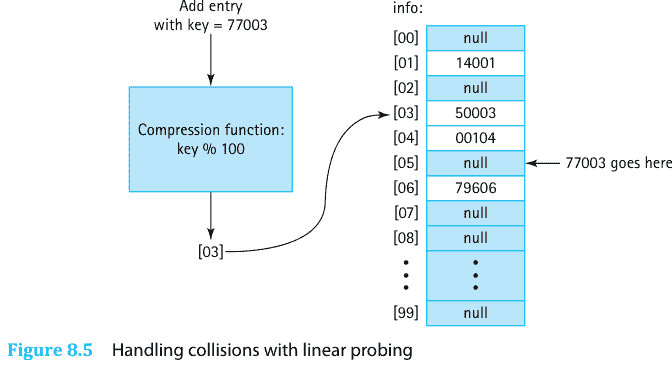 Add entry
with key = 77003
Compression function:
key % 100
[03]
info:
[00] null
[01] 14001
[02] null
[03] 50003
[04] 00104
[05] null
77003 goes here
[06] 79606
[07] null
[08] null
[99] null
Figure 8.5 Handling collisions with linear probing